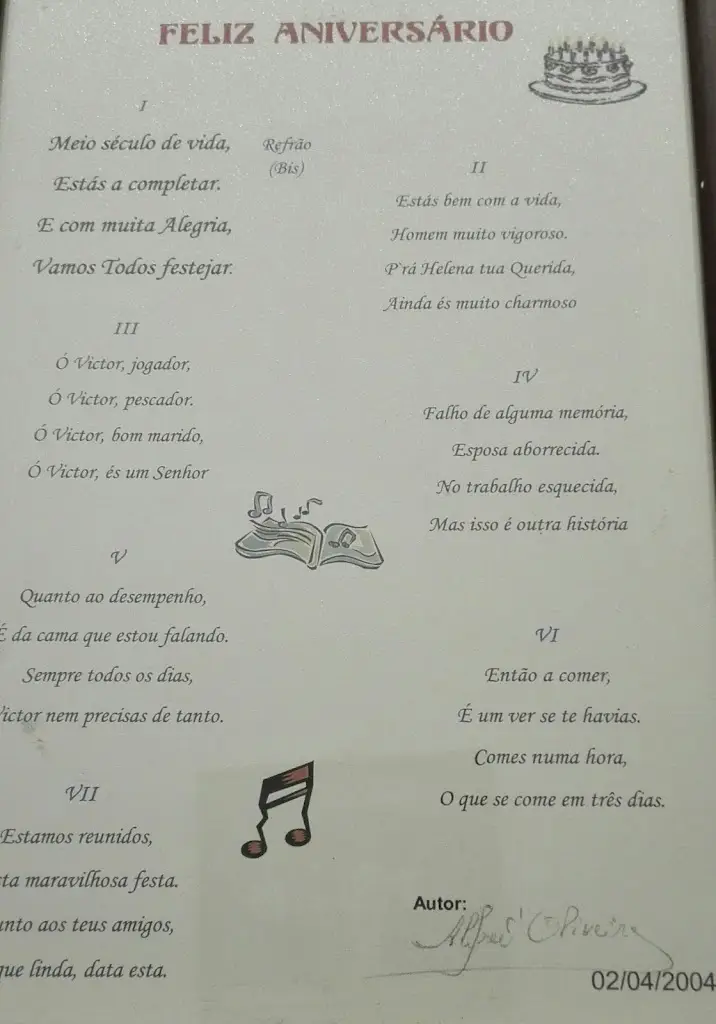 FELIZ ANIVERSÁRIO
I
Meio século de vida,
Estás a completar.
E com muita Alegria,
Vamos Todos festejar.
Refrão
(Bis)
II
Estás bem com a vida,
Homem muito vigoroso.
P'rá Helena tua Querida,
Ainda és muito charmoso
III
Ó Victor, jogador,
Ó Victor, pescador.
Ó Victor, bom marido,
Ó Victor, és um Senhor
IV
Falho de alguma memória,
Esposa aborrecida.
No trabalho esquecida,
Mas isso é outra história
V
Quanto ao desempenho,
É da cama que estou falando.
Sempre todos os dias,
Victor nem precisas de tanto.
VI
Então a comer,
É um ver se te havias.
Comes numa hora,
O que se come em três dias.
VII
Estamos reunidos,
sta maravilhosa festa.
unto aos teus amigos,
que linda, data esta.
Autor:
Oliveira
02/04/2004